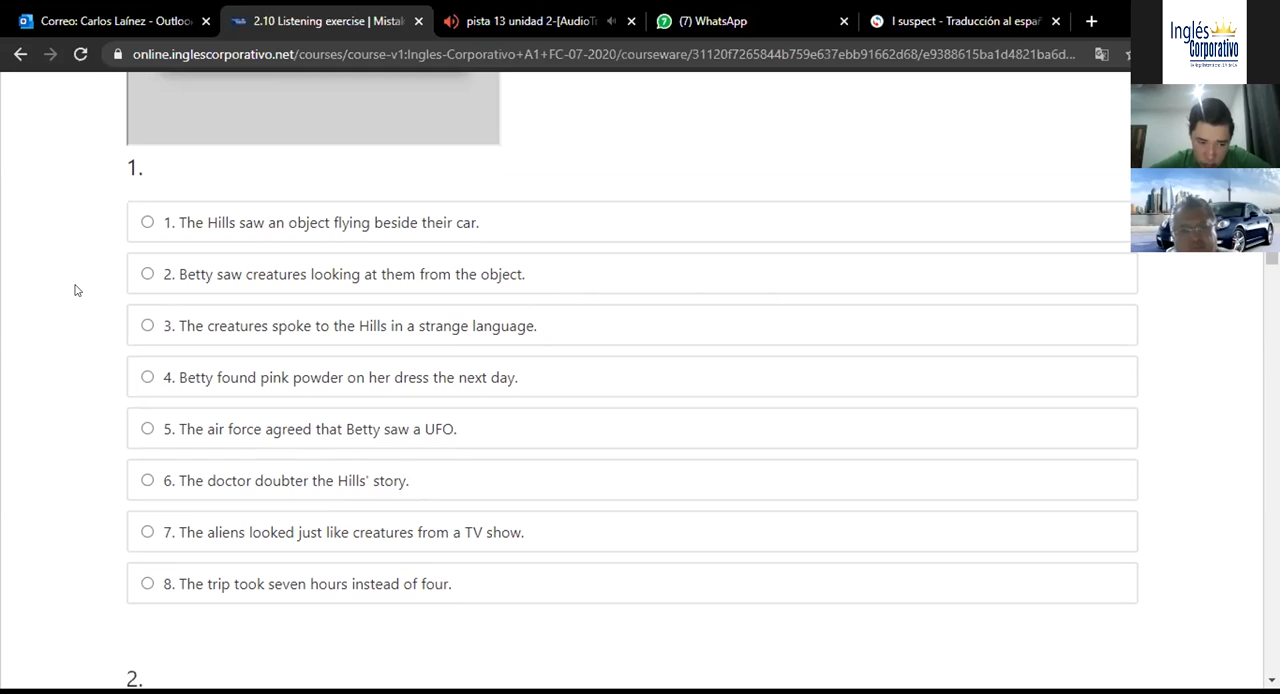 Correo: Carlos Laínez - Outloo
2.10 Listening exercise | Mistak
pista 13 unidad 2-[AudioTr
(7) WhatsApp
I suspect - Traducción al españ
online.inglescorporativo.net/courses/course-v1:Ingles-Corporativo+A1+FC-07-2020/courseware/31120f7265844b759e637ebb91662d68/e9388615ba1d4821ba6d...
Inglés
Corporativo
1.
1. The Hills saw an object flying beside their car.
2. Betty saw creatures looking at them from the object.
3. The creatures spoke to the Hills in a strange language.
4. Betty found pink powder on her dress the next day.
5. The air force agreed that Betty saw a UFO.
6. The doctor doubter the Hills' story.
7. The aliens looked just like creatures from a TV show.
8. The trip took seven hours instead of four.
2.